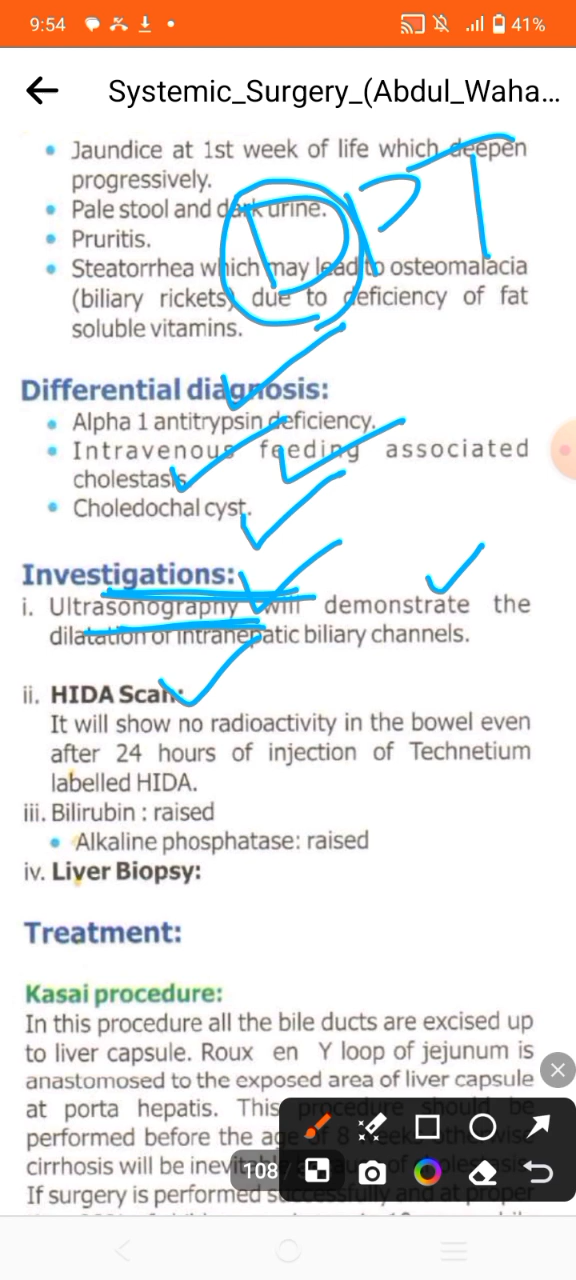 9:54
41%
Systemic_Surgery_(Abdul_Waha...
• Jaundice at 1st week of life which deepen
progressively.
• Pale stool and dark urine.
• Pruritis.
• Steatorrhea which may lead to osteomalacia
(biliary rickets) due to deficiency of fat
soluble vitamins.
DPT
Differential diagnosis:
• Alpha 1 antitrypsin deficiency.
• Intravenous feeding associated
cholestasis.
• Choledochal cyst.
Investigations:
i. Ultrasonography will demonstrate the
dilatation of intrahepatic biliary channels.
ii. HIDA Scan:
It will show no radioactivity in the bowel even
after 24 hours of injection of Technetium
labelled HIDA.
iii. Bilirubin : raised
• Alkaline phosphatase: raised
iv. Liver Biopsy:
Treatment:
Kasai procedure:
In this procedure all the bile ducts are excised up
to liver capsule. Roux en Y loop of jejunum is
anastomosed to the exposed area of liver capsule
at porta hepatis. This procedure should be
performed before the age of 8 weeks otherwise
cirrhosis will be
108 /
of cholestasis.
If surgery is performed successfully and at proper